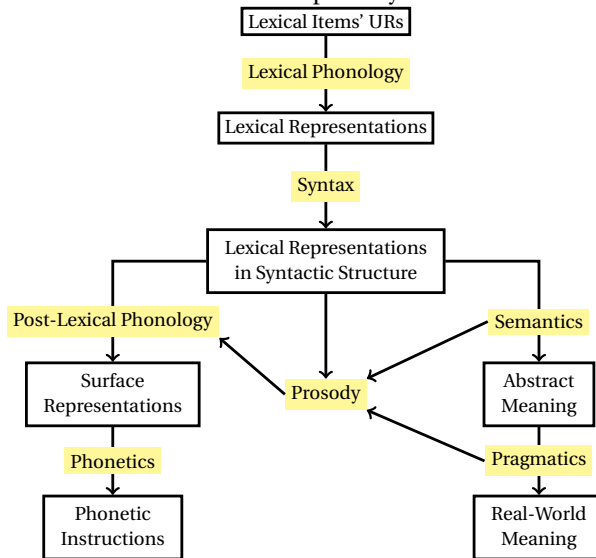 Lexical Items’ URs
Lexical Phonology
Lexical Representations
Syntax
Lexical Representations
in Syntactic Structure
Post-Lexical Phonology
Semantics
Surface
Representations
Prosody
Abstract
Meaning
Phonetics
Pragmatics
Phonetic
Instructions
Real-World
Meaning